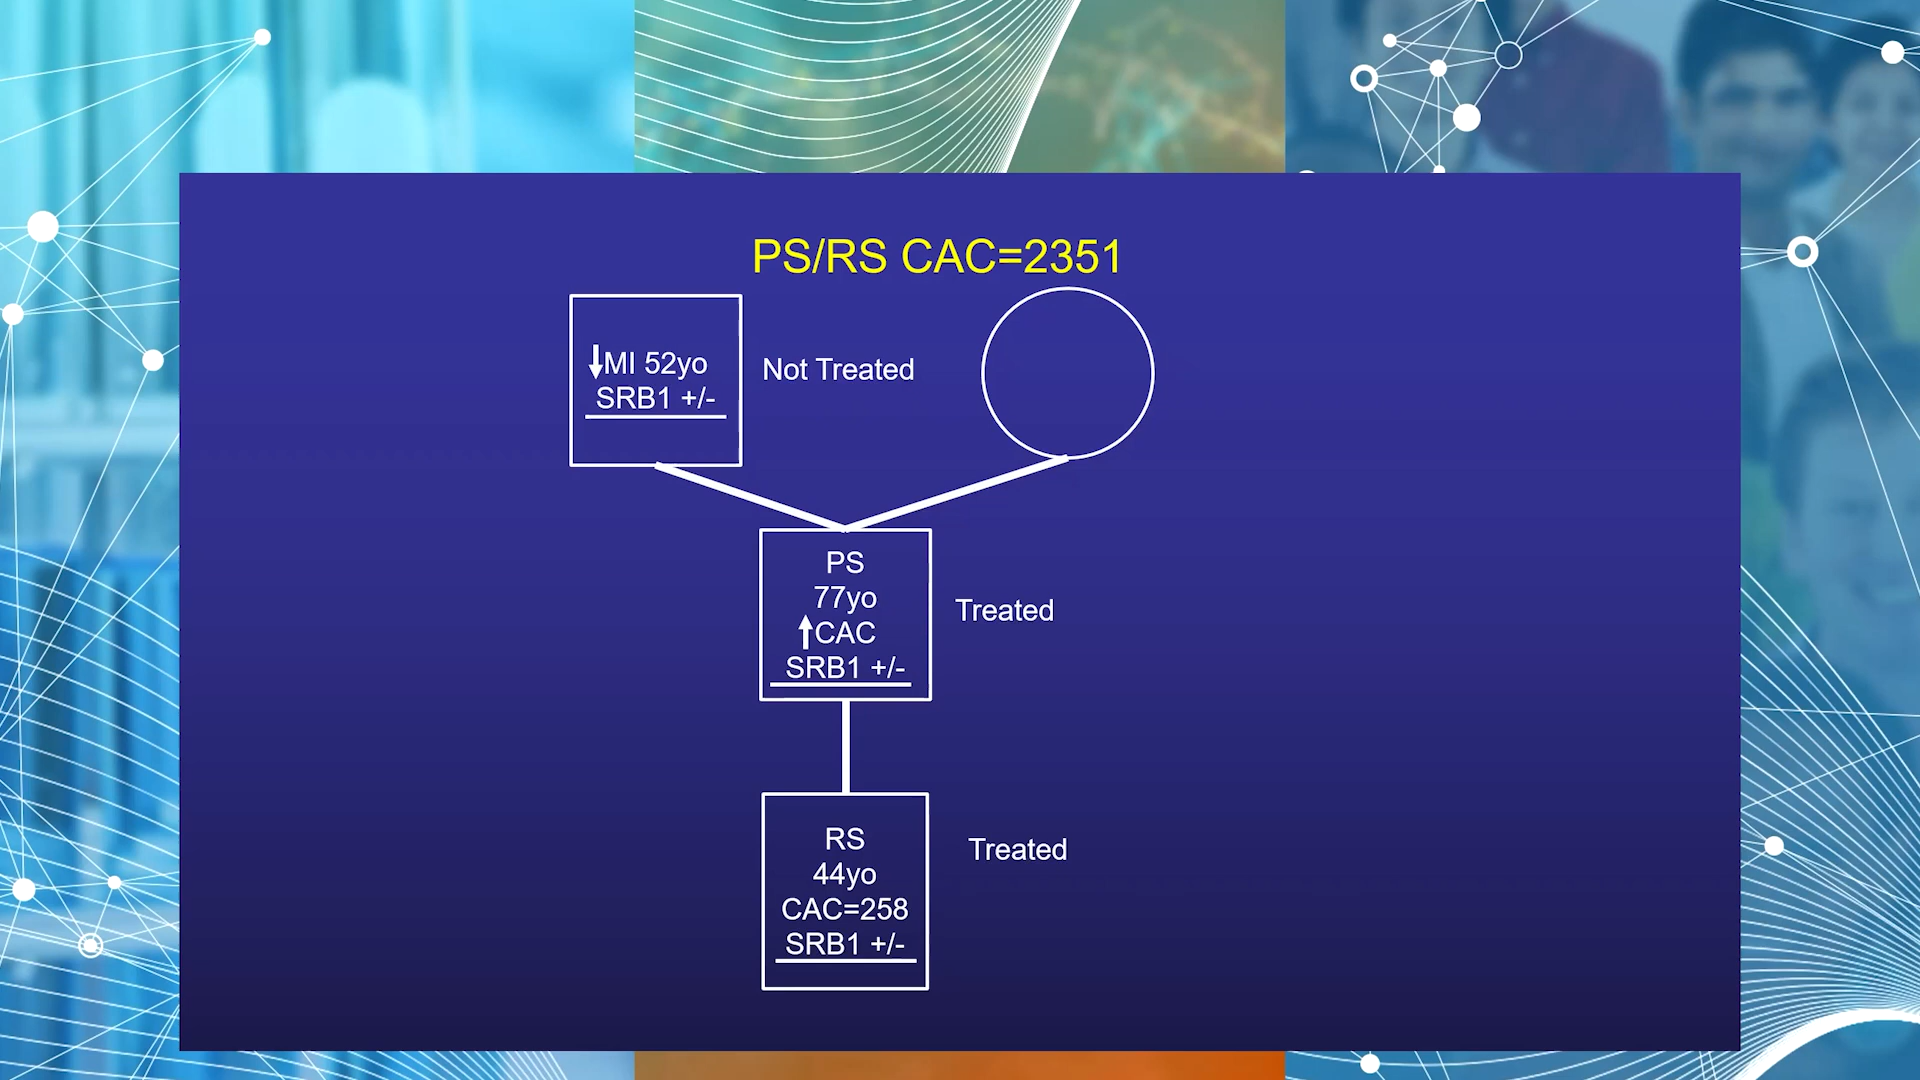 PS/RS CAC=2351
↓MI 52yo
SRB1 +/-
Not Treated
PS
77yo
↑CAC
SRB1 +/-
Treated
RS
44yo
CAC=258
SRB1 +/-
Treated